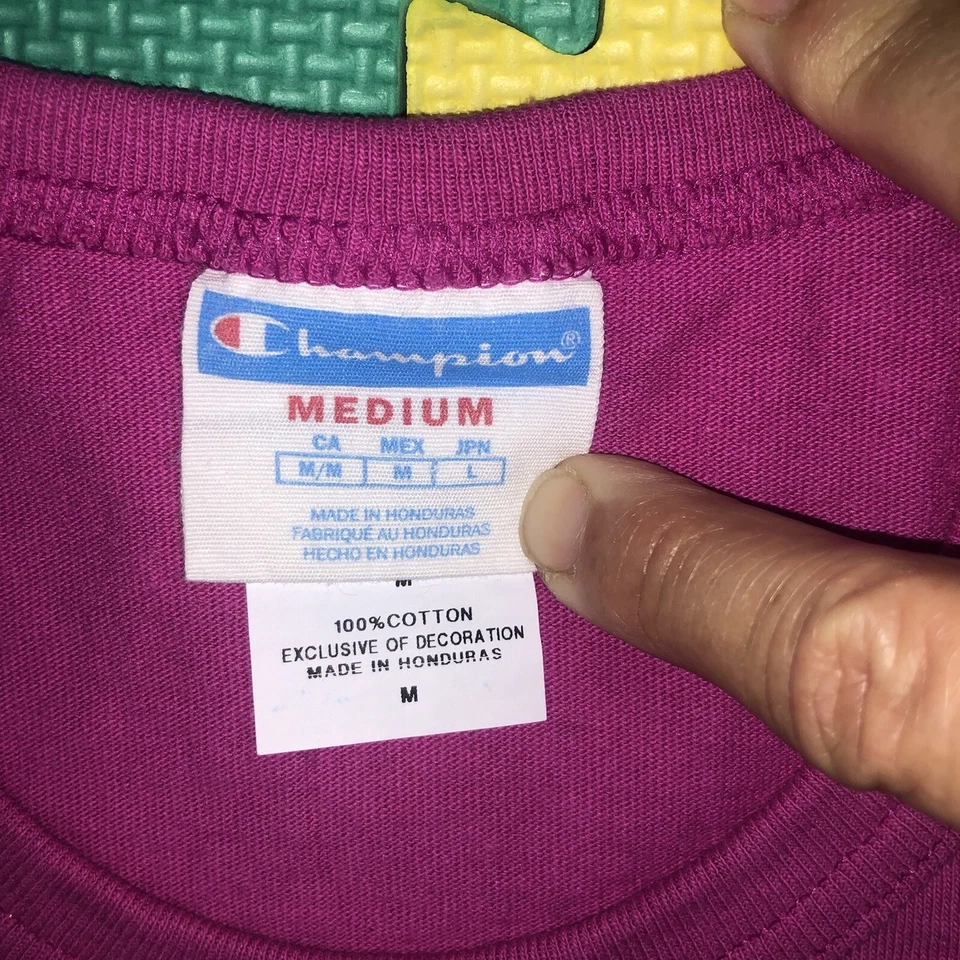 Champion®
MEDIUM
CA MEX JPN
M/M M L
MADE IN HONDURAS
FABRIQUÉ AU HONDURAS
HECHO EN HONDURAS
M
100%COTTON
EXCLUSIVE OF DECORATION
MADE IN HONDURAS
M